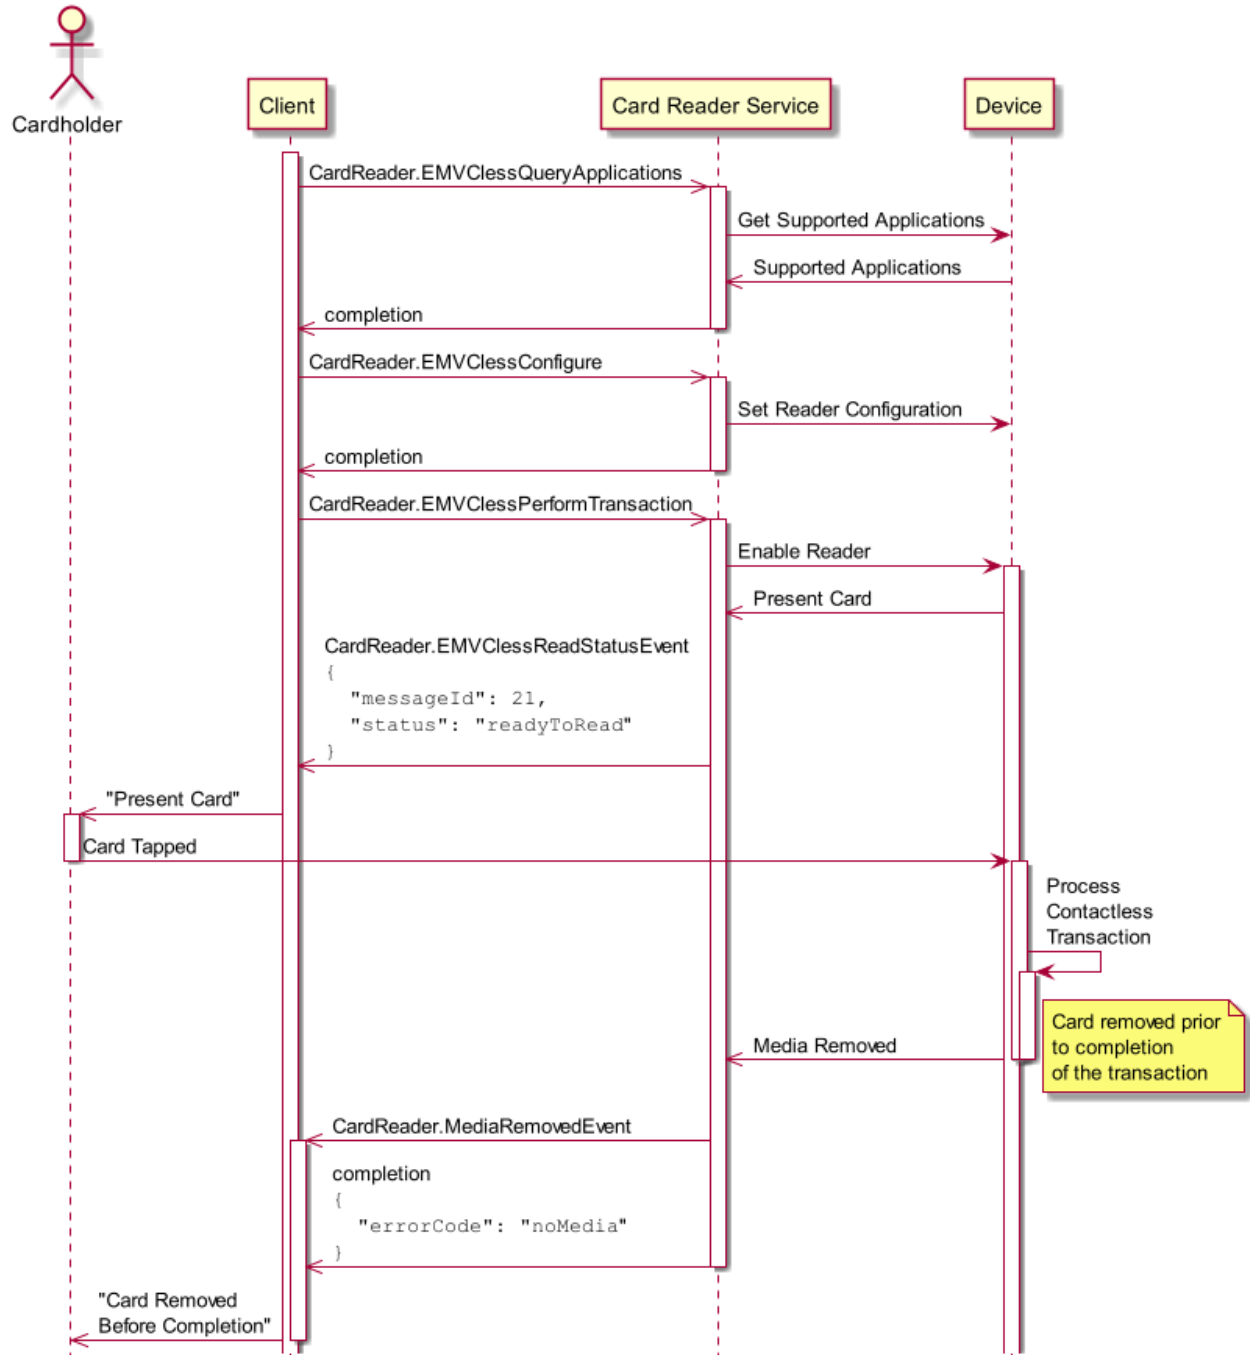 Cardholder
Client
Card Reader Service
Device
CardReader.EMVClessQueryApplications
Get Supported Applications
Supported Applications
completion
CardReader.EMVClessConfigure
Set Reader Configuration
completion
CardReader.EMVClessPerformTransaction
Enable Reader
Present Card
CardReader.EMVClessReadStatusEvent
{
"messageId": 21,
"status": "readyToRead"
}
"Present Card"
Card Tapped
Process
Contactless
Transaction
Card removed prior
to completion
of the transaction
Media Removed
CardReader.MediaRemovedEvent
completion
{
"errorCode": "noMedia"
}
"Card Removed
Before Completion"